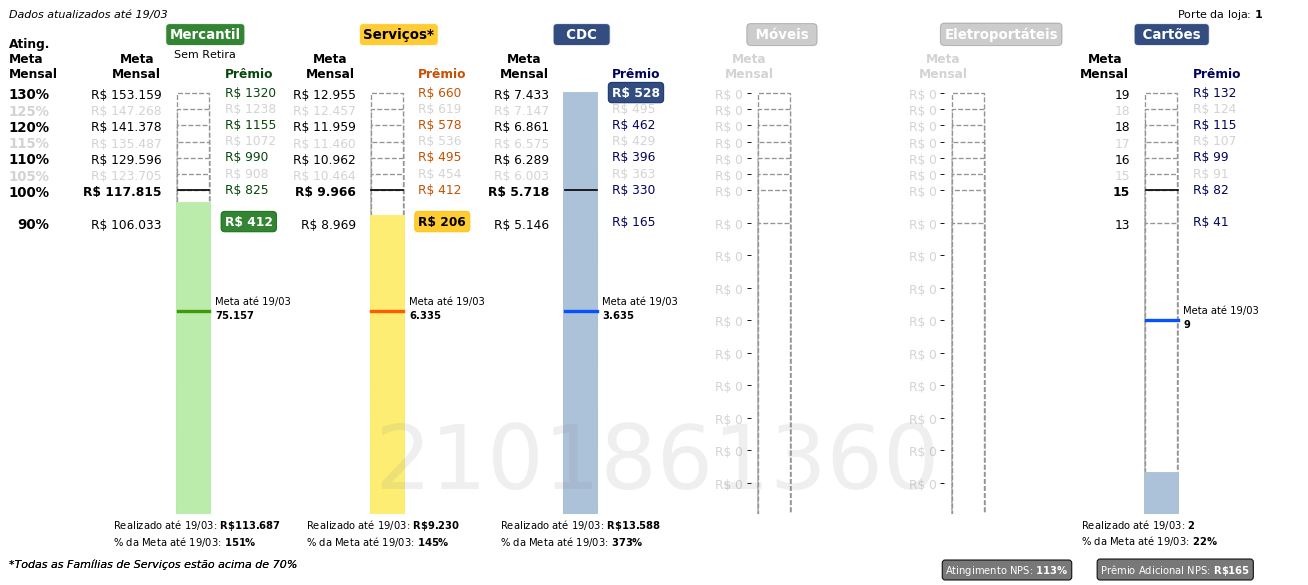 Dados atualizados até 19/03
Porte da loja: 1
Mercantil
Sem Retira
Serviços*
CDC
Móveis
Eletroportáteis
Cartões
Ating. Meta Mensal
Meta Mensal
Prêmio
Meta Mensal
Prêmio
Meta Mensal
Prêmio
Meta Mensal
Meta Mensal
Meta Mensal
Prêmio
130% R$ 153.159 R$ 1320 R$ 12.955 R$ 660 R$ 7.433 R$ 528 R$ 0 R$ 0 19 R$ 132
125% R$ 147.268 R$ 1238 R$ 12.457 R$ 619 R$ 7.147 R$ 495 R$ 0 R$ 0 18 R$ 124
120% R$ 141.378 R$ 1155 R$ 11.959 R$ 578 R$ 6.861 R$ 462 R$ 0 R$ 0 18 R$ 115
115% R$ 135.487 R$ 1072 R$ 11.460 R$ 536 R$ 6.575 R$ 429 R$ 0 R$ 0 17 R$ 107
110% R$ 129.596 R$ 990 R$ 10.962 R$ 495 R$ 6.289 R$ 396 R$ 0 R$ 0 16 R$ 99
105% R$ 123.705 R$ 908 R$ 10.464 R$ 454 R$ 6.003 R$ 363 R$ 0 R$ 0 15 R$ 91
100% R$ 117.815 R$ 825 R$ 9.966 R$ 412 R$ 5.718 R$ 330 R$ 0 R$ 0 15 R$ 82
90% R$ 106.033 R$ 412 R$ 8.969 R$ 206 R$ 5.146 R$ 165 R$ 0 R$ 0 13 R$ 41
R$ 0 R$ 0
R$ 0 R$ 0
R$ 0 R$ 0
R$ 0 R$ 0
R$ 0 R$ 0
R$ 0 R$ 0
R$ 0 R$ 0
R$ 0 R$ 0
Meta até 19/03
75.157
Meta até 19/03
6.335
Meta até 19/03
3.635
Meta até 19/03
9
2101861360
Realizado até 19/03: R$113.687
% da Meta até 19/03: 151%
Realizado até 19/03: R$9.230
% da Meta até 19/03: 145%
Realizado até 19/03: R$13.588
% da Meta até 19/03: 373%
Realizado até 19/03: 2
% da Meta até 19/03: 22%
*Todas as Famílias de Serviços estão acima de 70%
Atingimento NPS: 113%
Prêmio Adicional NPS: R$165